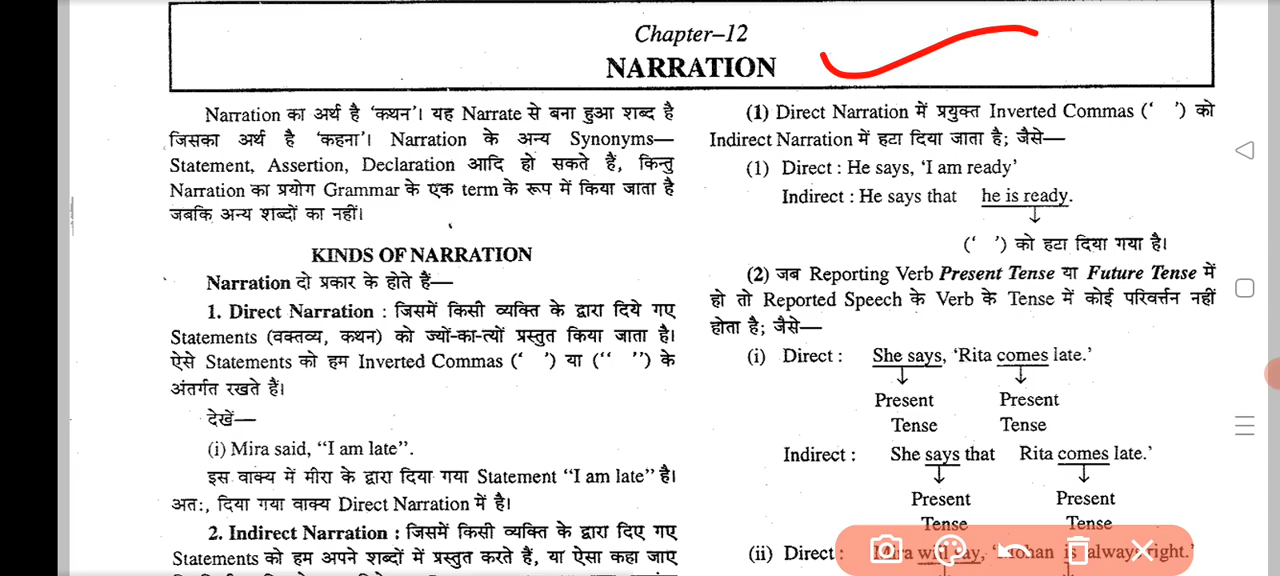 Chapter–12
NARRATION
Narration का अर्थ है ‘कथन’। यह Narrate से बना हुआ शब्द है
जिसका अर्थ है ‘कहना’। Narration के अन्य Synonyms—
Statement, Assertion, Declaration आदि हो सकते हैं, किन्तु
Narration का प्रयोग Grammar के एक term के रूप में किया जाता है
जबकि अन्य शब्दों का नहीं।
KINDS OF NARRATION
Narration दो प्रकार के होते हैं—
1. Direct Narration : जिसमें किसी व्यक्ति के द्वारा दिये गए
Statements (वक्तव्य, कथन) को ज्यों-का-त्यों प्रस्तुत किया जाता है।
ऐसे Statements को हम Inverted Commas (‘ ’) या (“ ”) के
अंतर्गत रखते हैं।
देखें—
(i) Mira said, “I am late”.
इस वाक्य में मीरा के द्वारा दिया गया Statement “I am late” है।
अतः, दिया गया वाक्य Direct Narration में है।
2. Indirect Narration : जिसमें किसी व्यक्ति के द्वारा दिए गए
Statements को हम अपने शब्दों में प्रस्तुत करते हैं, या ऐसा कहा जाए
(1) Direct Narration में प्रयुक्त Inverted Commas (‘ ’) को
Indirect Narration में हटा दिया जाता है; जैसे—
(1) Direct : He says, ‘I am ready’
Indirect : He says that he is ready.
(‘ ’) को हटा दिया गया है।
(2) जब Reporting Verb Present Tense या Future Tense में
हो तो Reported Speech के Verb के Tense में कोई परिवर्त्तन नहीं
होता है; जैसे—
(i) Direct : She says, ‘Rita comes late.’
Present Present
Tense Tense
Indirect : She says that Rita comes late.’
Present Present
Tense Tense
(ii) Direct : Mira will say, ‘Mohan is always right.’